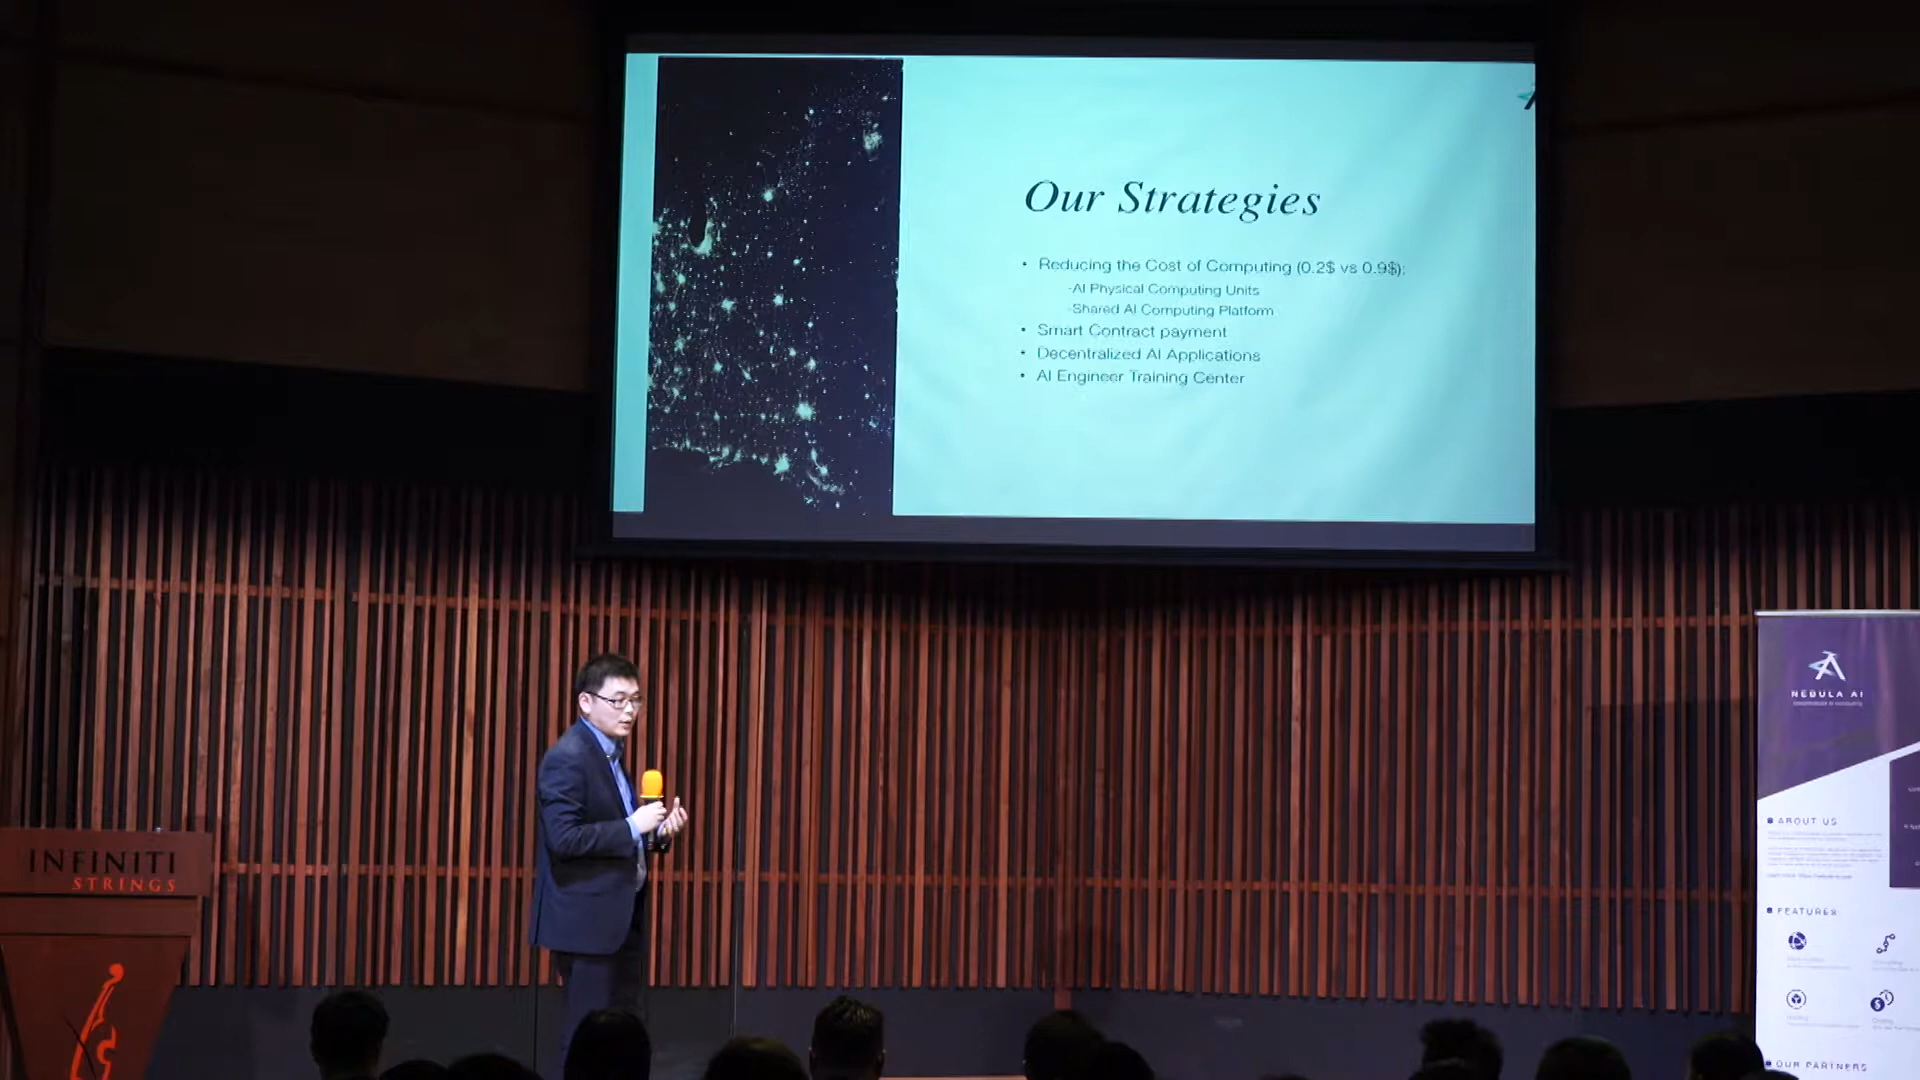 Our Strategies
• Reducing the Cost of Computing (0.2$ vs 0.9$):
-AI Physical Computing Units
-Shared AI Computing Platform
• Smart Contract payment
• Decentralized AI Applications
• AI Engineer Training Center
INFINITI
STRINGS
NEBULA AI
ABOUT US
FEATURES
OUR PARTNERS